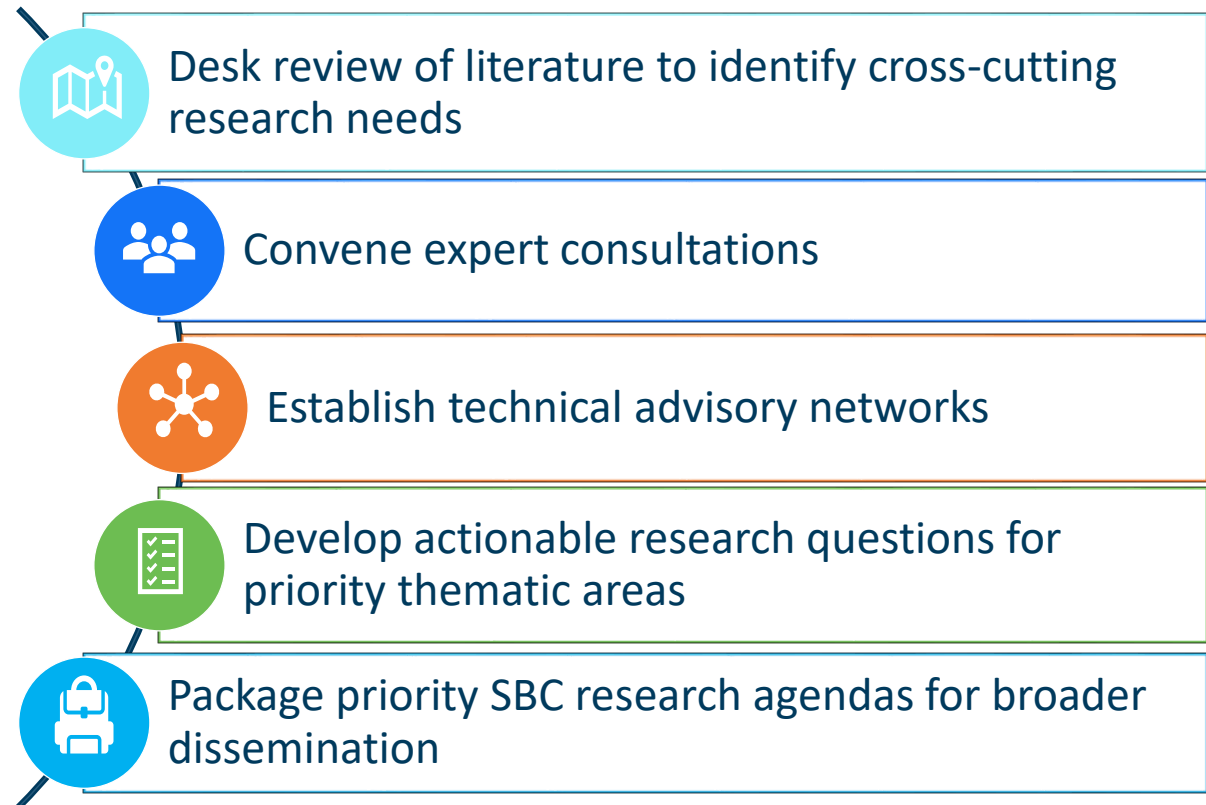 Desk review of literature to identify cross-cutting
research needs
Convene expert consultations
Establish technical advisory networks
Develop actionable research questions for
priority thematic areas
Package priority SBC research agendas for broader
dissemination